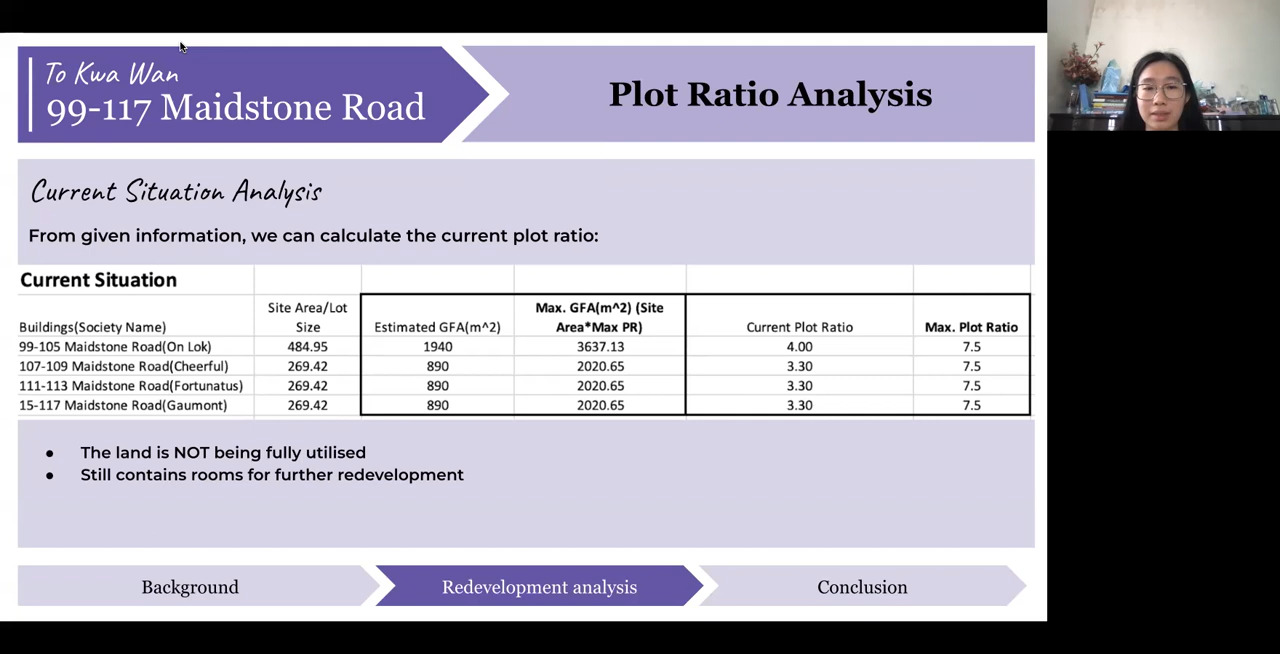 To Kwa Wan
99-117 Maidstone Road
Plot Ratio Analysis
Current Situation Analysis
From given information, we can calculate the current plot ratio:
Current Situation
Buildings(Society Name) Site Area/Lot Size Estimated GFA(m^2) Max. GFA(m^2) (Site Area*Max PR) Current Plot Ratio Max. Plot Ratio
99-105 Maidstone Road(On Lok) 484.95 1940 3637.13 4.00 7.5
107-109 Maidstone Road(Cheerful) 269.42 890 2020.65 3.30 7.5
111-113 Maidstone Road(Fortunatus) 269.42 890 2020.65 3.30 7.5
15-117 Maidstone Road(Gaumont) 269.42 890 2020.65 3.30 7.5
● The land is NOT being fully utilised
● Still contains rooms for further redevelopment
Background Redevelopment analysis Conclusion